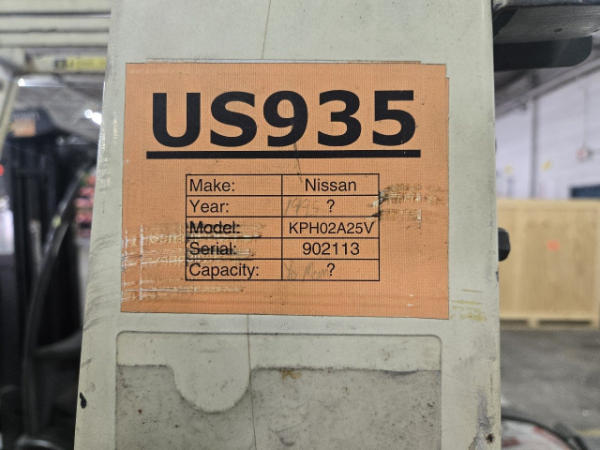 US935
Make: Nissan
Year: ?
Model: KPH02A25V
Serial: 902113
Capacity: ?